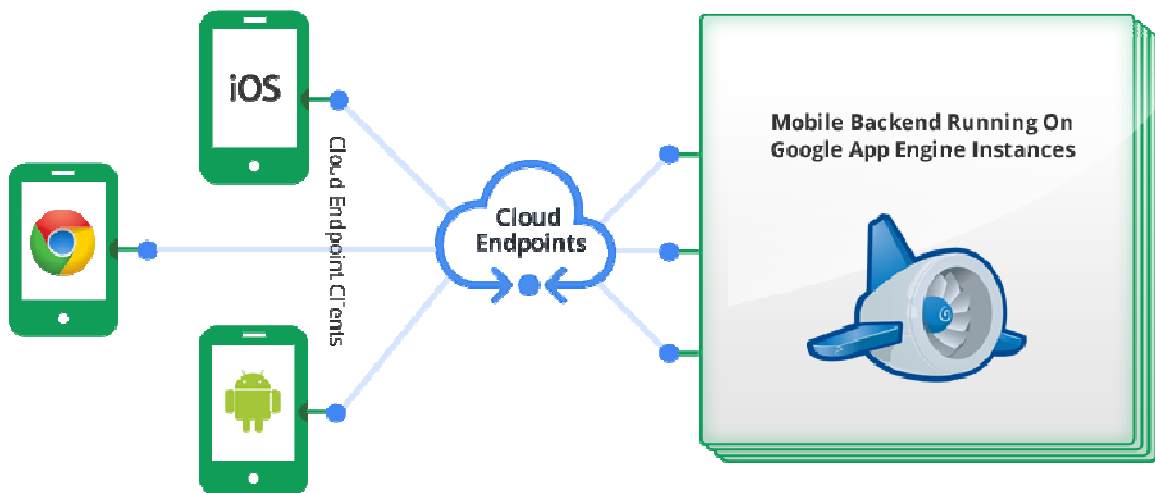 iOS
Cloud Endpoint Clients
Cloud
Endpoints
Mobile Backend Running On
Google App Engine Instances